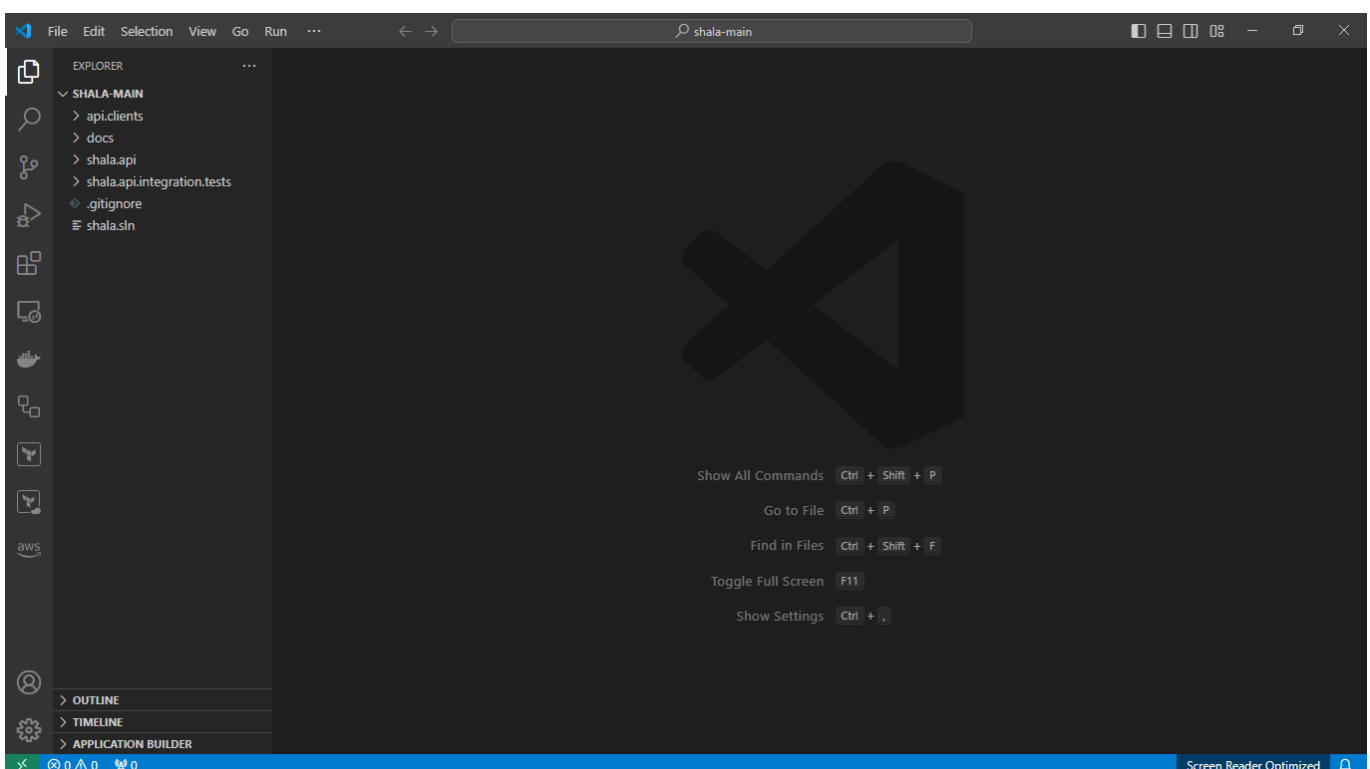 File Edit Selection View Go Run ···
shala-main
EXPLORER ···
SHALA-MAIN
api.clients
docs
shala.api
shala.api.integration.tests
.gitignore
shala.sln
aws
Show All Commands Ctrl + Shift + P
Go to File Ctrl + P
Find in Files Ctrl + Shift + F
Toggle Full Screen F11
Show Settings Ctrl + ,
OUTLINE
TIMELINE
APPLICATION BUILDER
0 0 0 Screen Reader Optimized